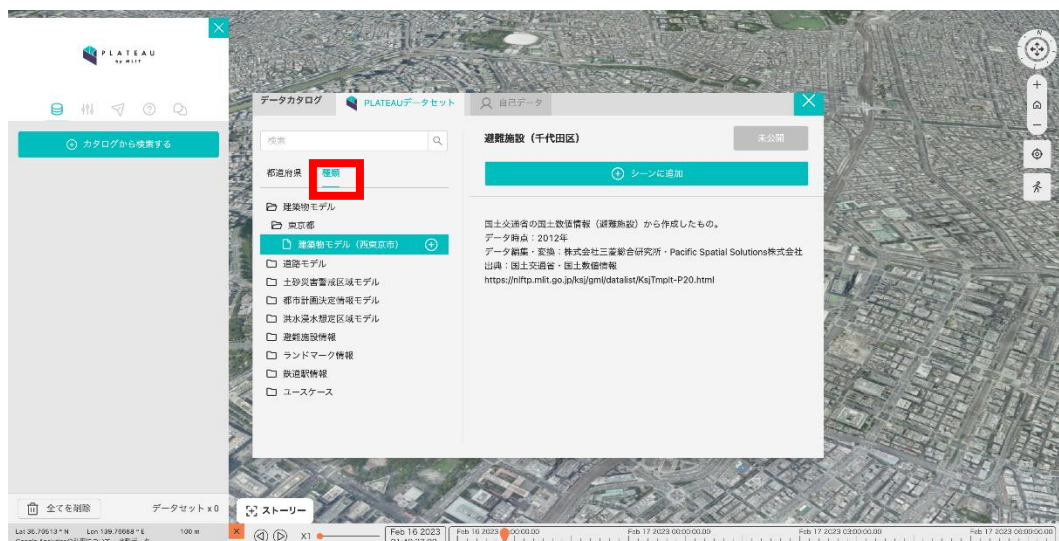 PLATEAU
by MLIT
カタログから検索する
データカタログ
PLATEAUデータセット
自己データ
検索
都道府県
種類
建築物モデル
東京都
建築物モデル（西東京市）
道路モデル
土砂災害警戒区域モデル
都市計画決定情報モデル
洪水浸水想定区域モデル
避難施設情報
ランドマーク情報
鉄道駅情報
ユースケース
避難施設（千代田区）
未公開
シーンに追加
国土交通省の国土数値情報（避難施設）から作成したもの。
データ時点：2012年
データ編集・変換：株式会社三菱総合研究所・Pacific Spatial Solutions株式会社
出典：国土交通省・国土数値情報
https://nlftp.mlit.go.jp/ksj/gml/datalist/KsjTmplt-P20.html
N
全てを削除
データセット x 0
ストーリー
Lat 35.70513 ° N
Lon 139.79688 ° E
100 m
X1
Feb 16 2023
Feb 16 2023 00:00:00.00
Feb 17 2023 00:00:00.00
Feb 17 2023 03:00:00.00
Feb 17 2023 06:00:00.00